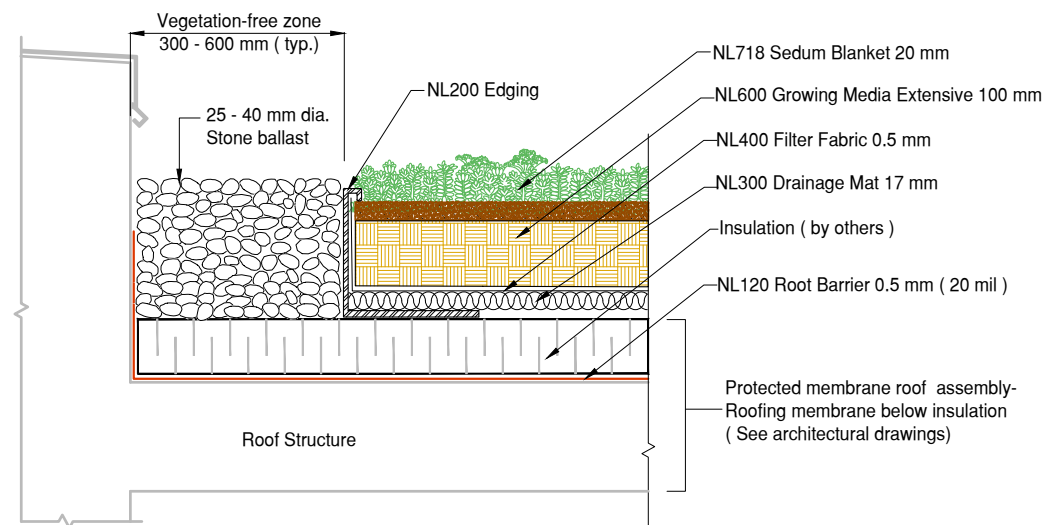 Vegetation-free zone
300 - 600 mm ( typ.)
25 - 40 mm dia.
Stone ballast
NL200 Edging
NL718 Sedum Blanket 20 mm
NL600 Growing Media Extensive 100 mm
NL400 Filter Fabric 0.5 mm
NL300 Drainage Mat 17 mm
Insulation ( by others )
NL120 Root Barrier 0.5 mm ( 20 mil )
Protected membrane roof assembly-
Roofing membrane below insulation
( See architectural drawings)
Roof Structure